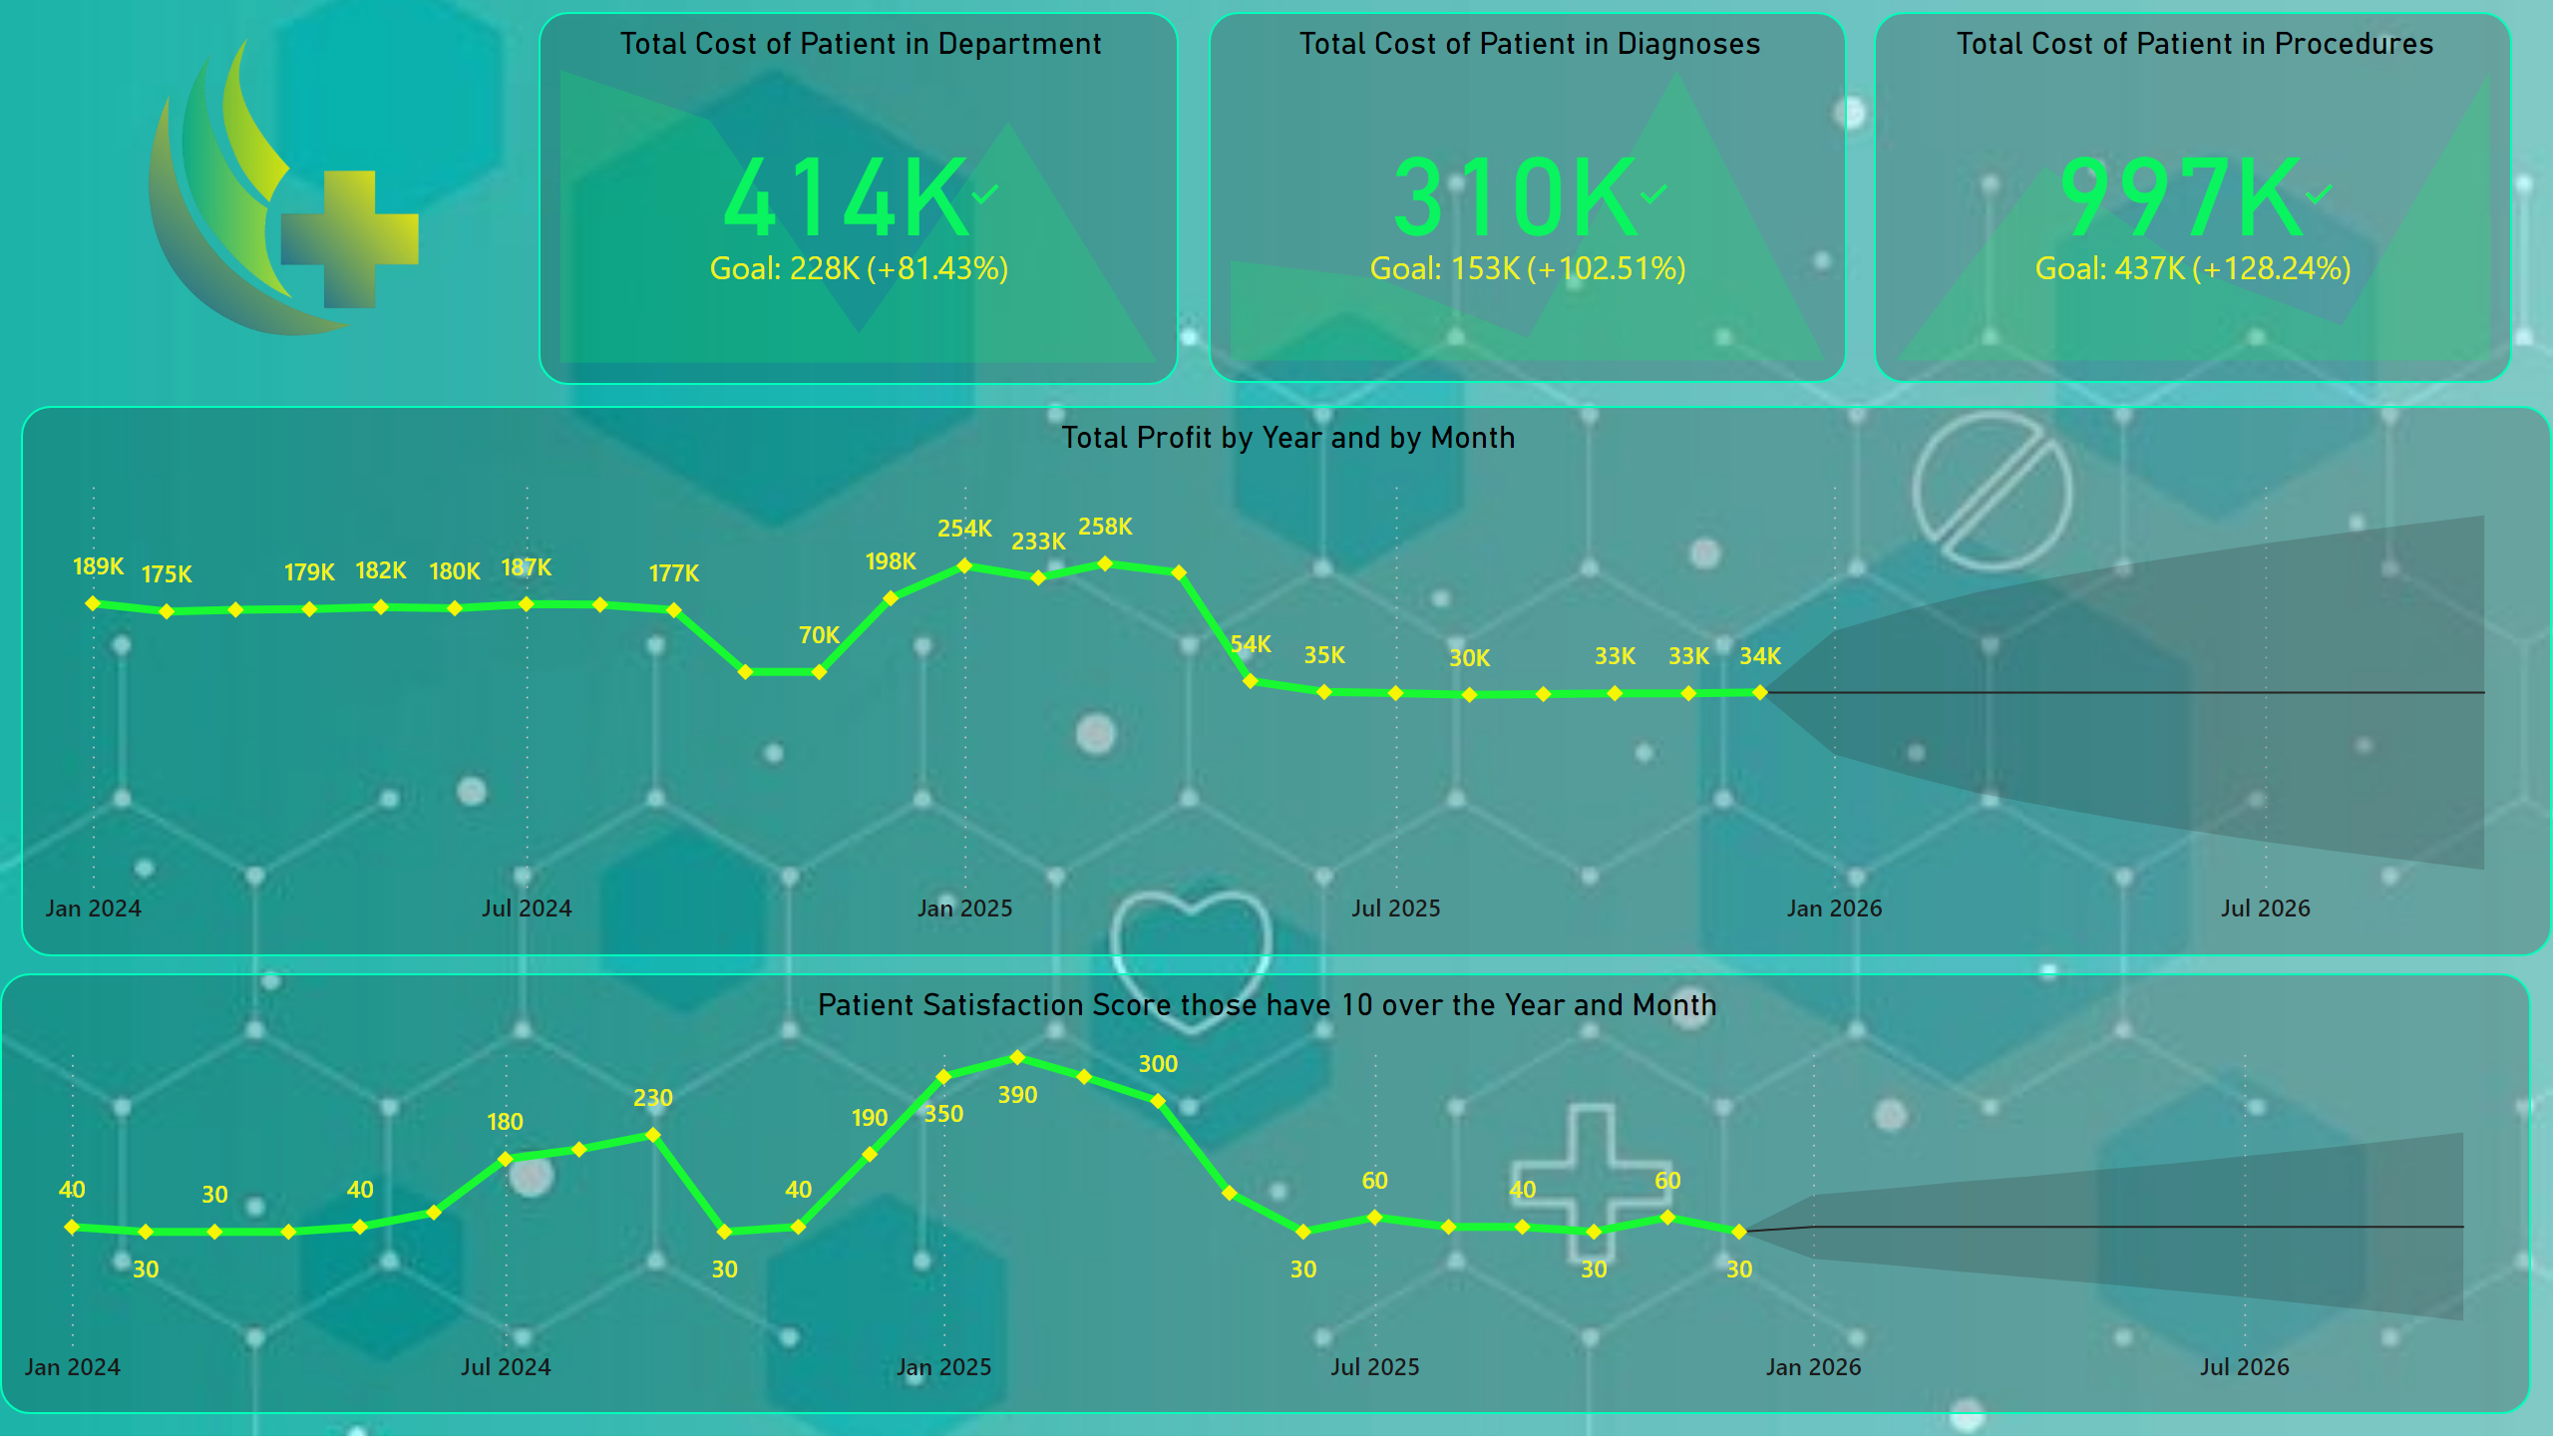 Total Cost of Patient in Department
414K
Goal: 228K (+81.43%)
Total Cost of Patient in Diagnoses
310K
Goal: 153K (+102.51%)
Total Cost of Patient in Procedures
997K
Goal: 437K (+128.24%)
Total Profit by Year and by Month
189K 175K 179K 182K 180K 187K 177K 70K 198K 254K 233K 258K 54K 35K 30K 33K 33K 34K
Jan 2024 Jul 2024 Jan 2025 Jul 2025 Jan 2026 Jul 2026
Patient Satisfaction Score those have 10 over the Year and Month
40 30 30 40 180 230 30 40 190 350 390 300 30 60 40 30 60 30
Jan 2024 Jul 2024 Jan 2025 Jul 2025 Jan 2026 Jul 2026